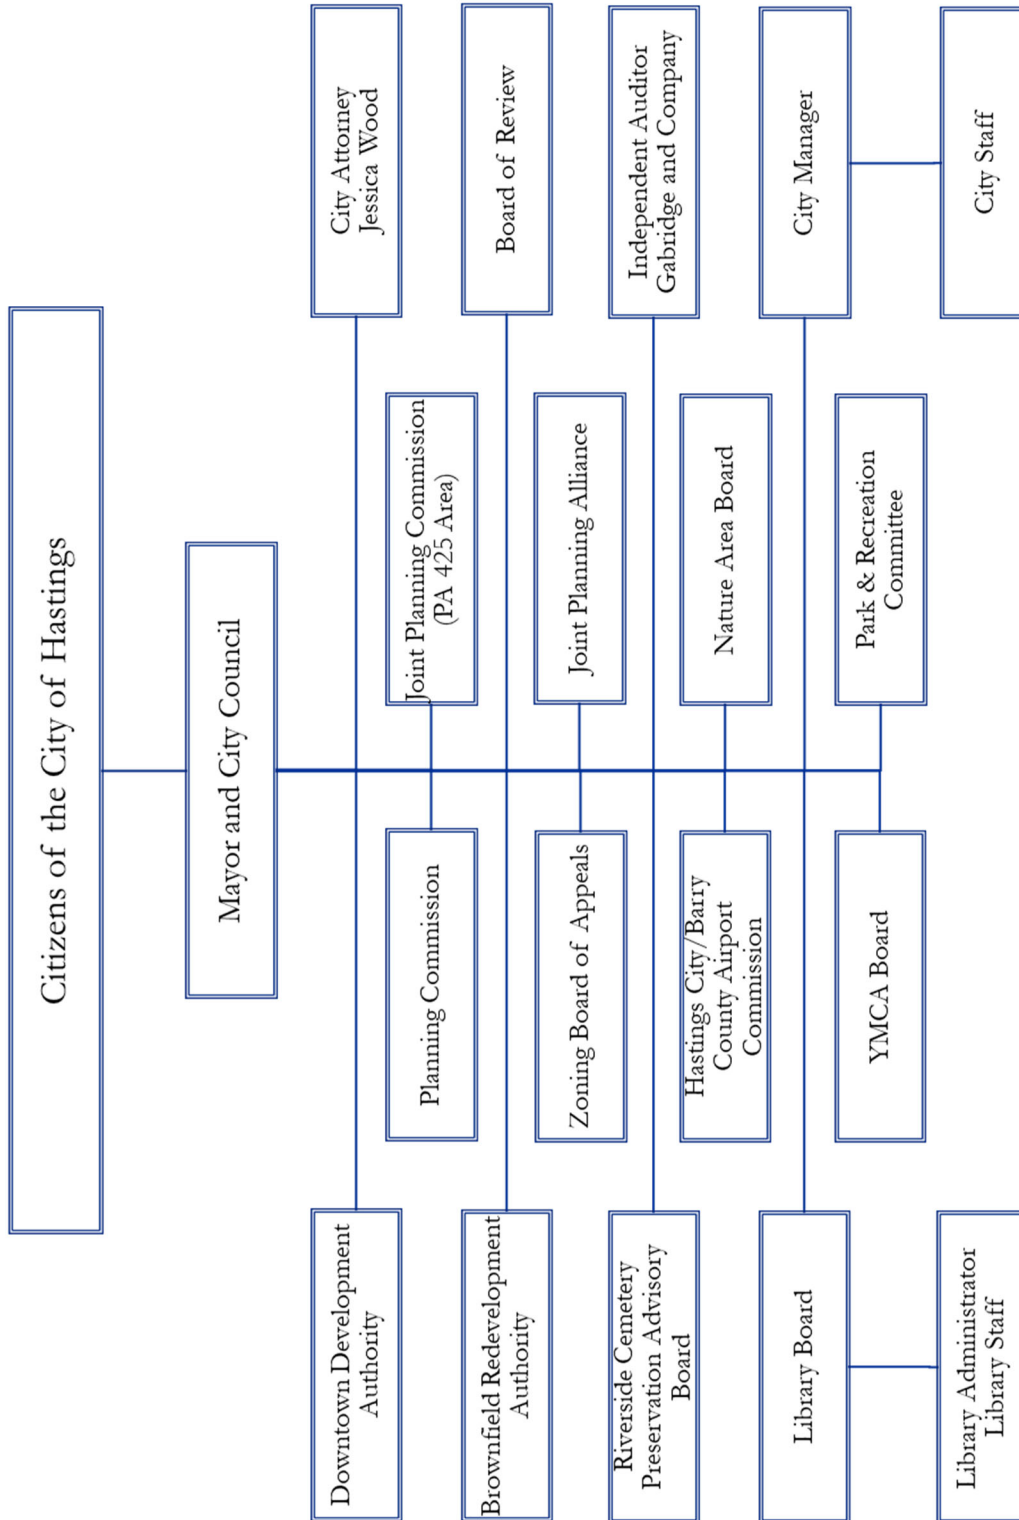 Citizens of the City of Hastings
Mayor and City Council
Downtown Development
Authority
City Attorney
Jessica Wood
Planning Commission
Joint Planning Commission
(PA 425 Area)
Brownfield Redevelopment
Authority
Board of Review
Zoning Board of Appeals
Joint Planning Alliance
Riverside Cemetery
Preservation Advisory
Board
Independent Auditor
Gabridge and Company
Hastings City/Barry
County Airport
Commission
Nature Area Board
Library Board
City Manager
YMCA Board
Park & Recreation
Committee
Library Administrator
Library Staff
City Staff